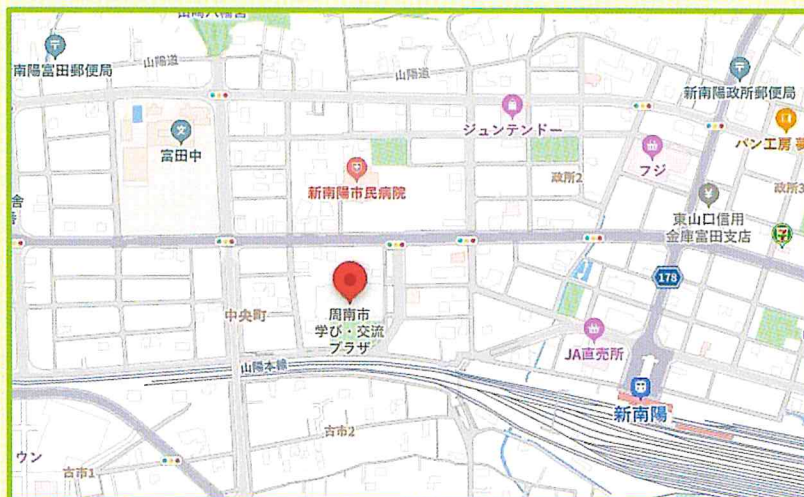 山崎八幡宮
南陽富田郵便局
山陽道
山陽道
新南陽政所郵便局
ジュンテンドー
富田中
フジ
パン工房
新南陽市民病院
政所2
政所3
東山口信用
金庫富田支店
178
周南市
学び・交流
プラザ
中央町
山陽本線
JA直売所
新南陽
古市2
古市1
ウン